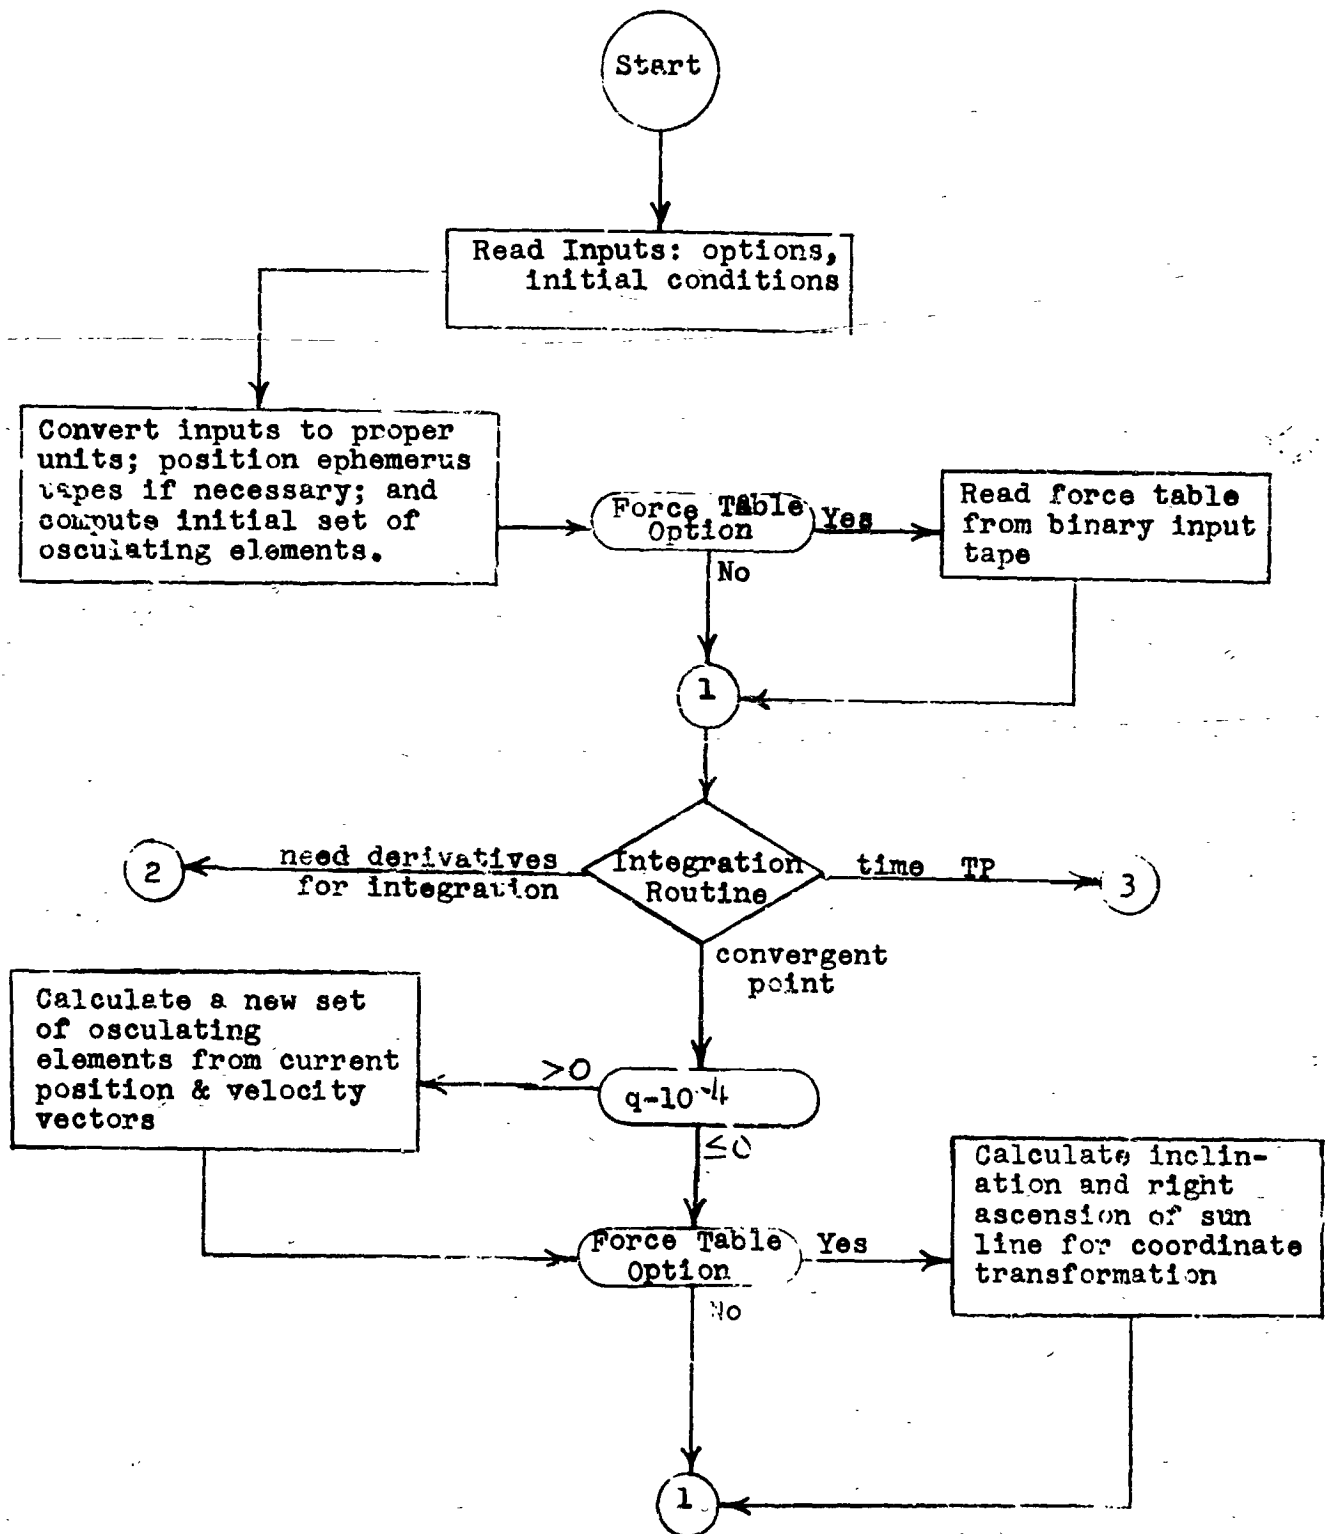 Start
Read Inputs: options,
initial conditions
Convert inputs to proper
units; position ephemerus
tapes if necessary; and
compute initial set of
osculating elements.
Force Table
Option
Yes
No
Read force table
from binary input
tape
1
2
need derivatives
for integration
Integration
Routine
time TP
3
convergent
point
Calculate a new set
of osculating
elements from current
position & velocity
vectors
>0
q-10-4
≤0
Force Table
Option
Yes
No
Calculate inclin-
ation and right
ascension of sun
line for coordinate
transformation
1